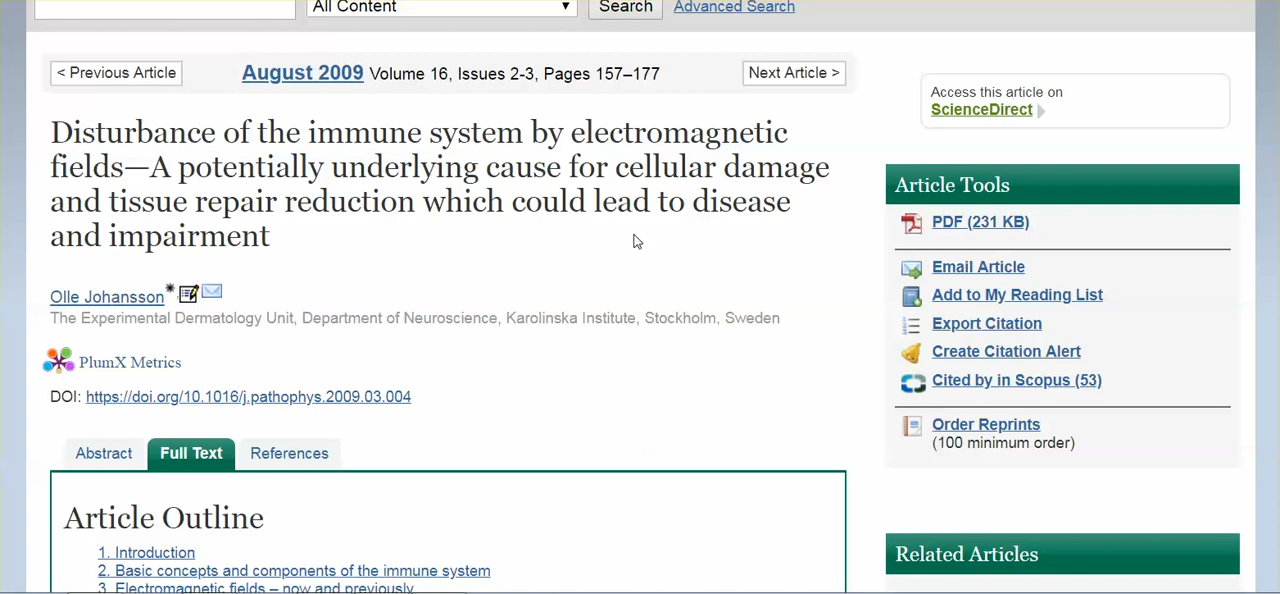 All Content
Search
Advanced Search
< Previous Article
August 2009 Volume 16, Issues 2-3, Pages 157–177
Next Article >
Access this article on
ScienceDirect
Disturbance of the immune system by electromagnetic
fields—A potentially underlying cause for cellular damage
and tissue repair reduction which could lead to disease
and impairment
Olle Johansson*
The Experimental Dermatology Unit, Department of Neuroscience, Karolinska Institute, Stockholm, Sweden
PlumX Metrics
DOI: https://doi.org/10.1016/j.pathophys.2009.03.004
Abstract
Full Text
References
Article Outline
1. Introduction
2. Basic concepts and components of the immune system
3. Electromagnetic fields – now and previously
Article Tools
PDF (231 KB)
Email Article
Add to My Reading List
Export Citation
Create Citation Alert
Cited by in Scopus (53)
Order Reprints
(100 minimum order)
Related Articles